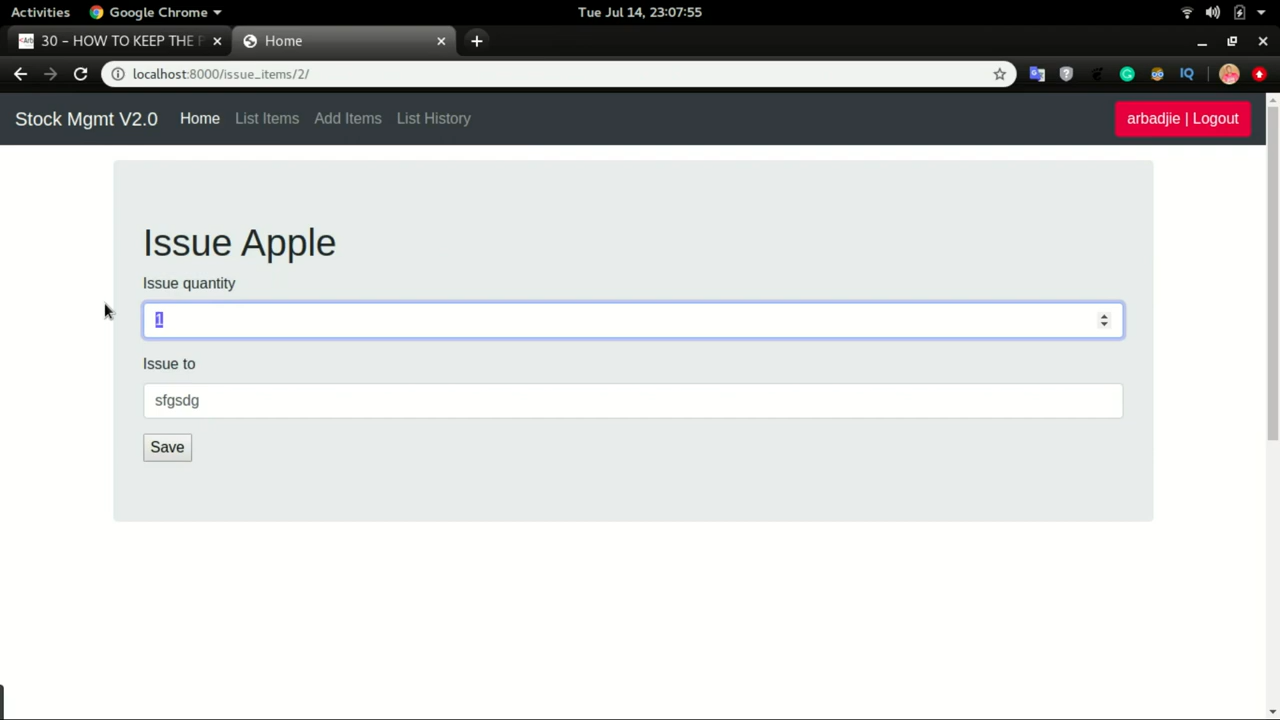 Activities Google Chrome Tue Jul 14, 23:07:55
30 – HOW TO KEEP THE P Home
localhost:8000/issue_items/2/ IQ
Stock Mgmt V2.0 Home List Items Add Items List History arbadjie | Logout
Issue Apple
Issue quantity
1
Issue to
sfgsdg
Save